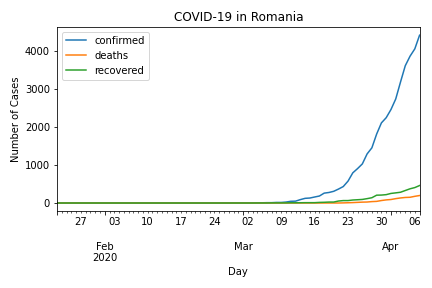 COVID-19 in Romania
confirmed
deaths
recovered
Number of Cases
4000
3000
2000
1000
0
27 03 10 17 24 02 09 16 23 30 06
Feb Mar Apr
2020
Day